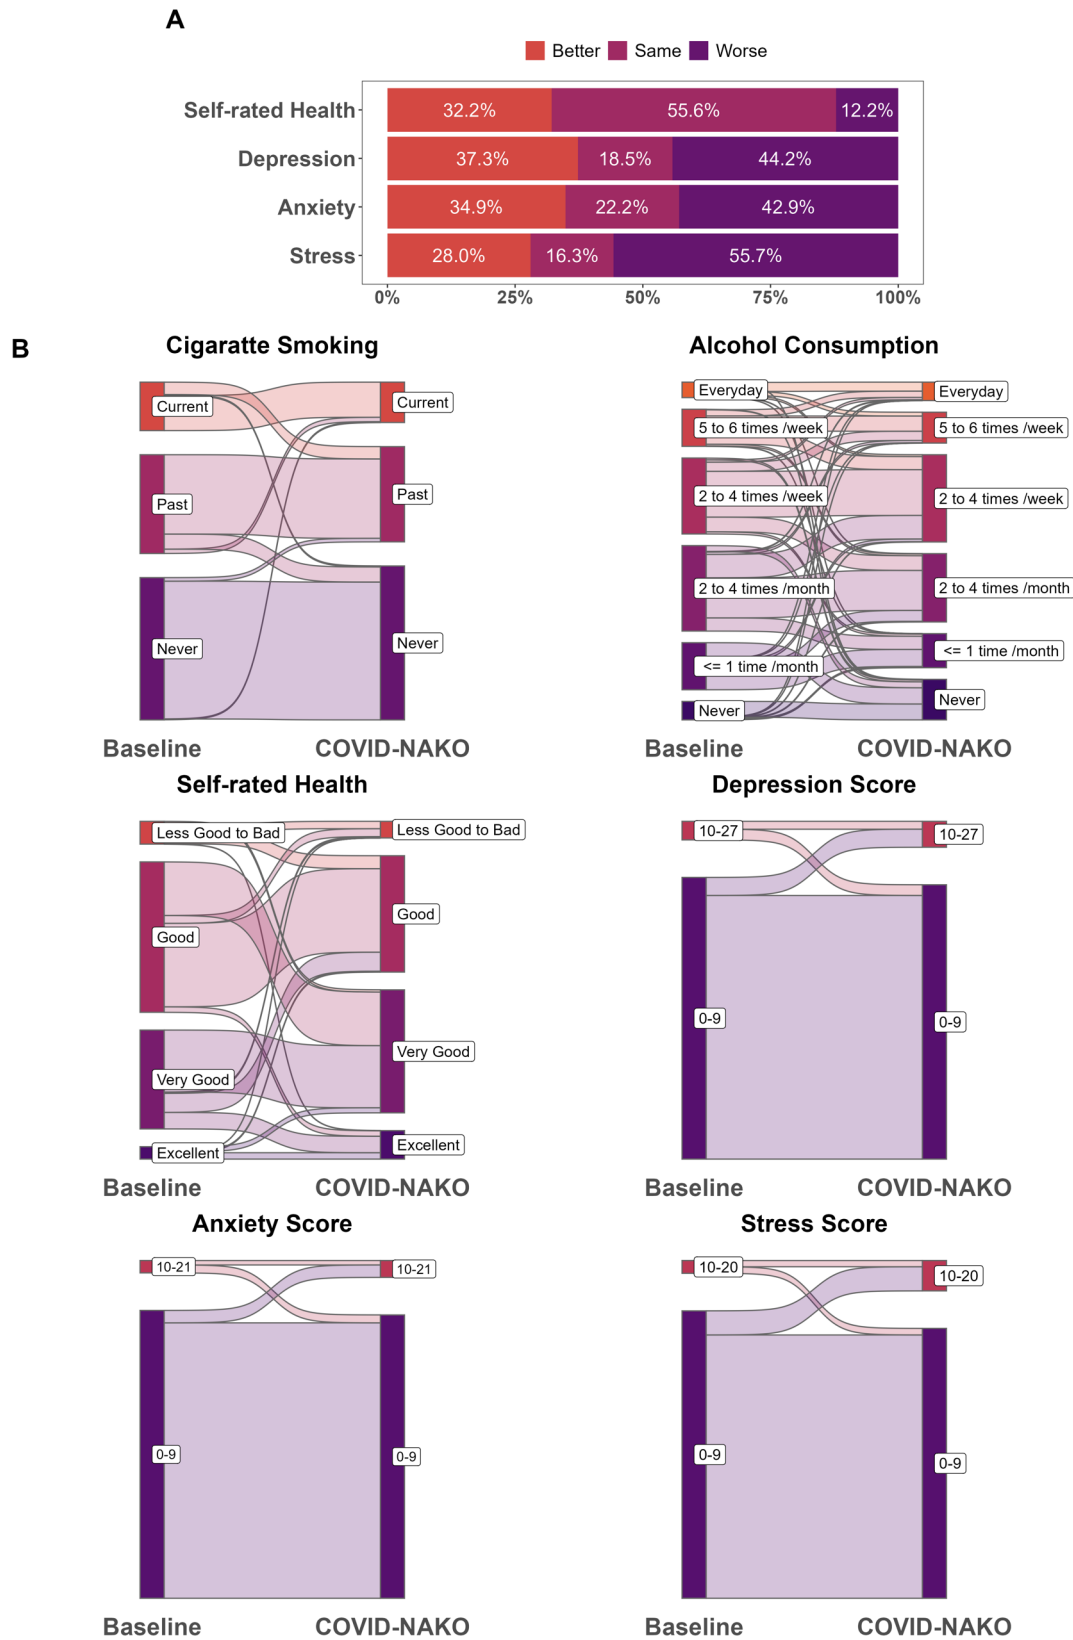 A
Better Same Worse
Self-rated Health 32.2% 55.6% 12.2%
Depression 37.3% 18.5% 44.2%
Anxiety 34.9% 22.2% 42.9%
Stress 28.0% 16.3% 55.7%
0% 25% 50% 75% 100%
B
Cigaratte Smoking
Current Current
Past Past
Never Never
Baseline COVID-NAKO
Alcohol Consumption
Everyday Everyday
5 to 6 times /week 5 to 6 times /week
2 to 4 times /week 2 to 4 times /week
2 to 4 times /month 2 to 4 times /month
<= 1 time /month <= 1 time /month
Never Never
Baseline COVID-NAKO
Self-rated Health
Less Good to Bad Less Good to Bad
Good Good
Very Good Very Good
Excellent Excellent
Baseline COVID-NAKO
Depression Score
10-27 10-27
0-9 0-9
Baseline COVID-NAKO
Anxiety Score
10-21 10-21
0-9 0-9
Baseline COVID-NAKO
Stress Score
10-20 10-20
0-9 0-9
Baseline COVID-NAKO